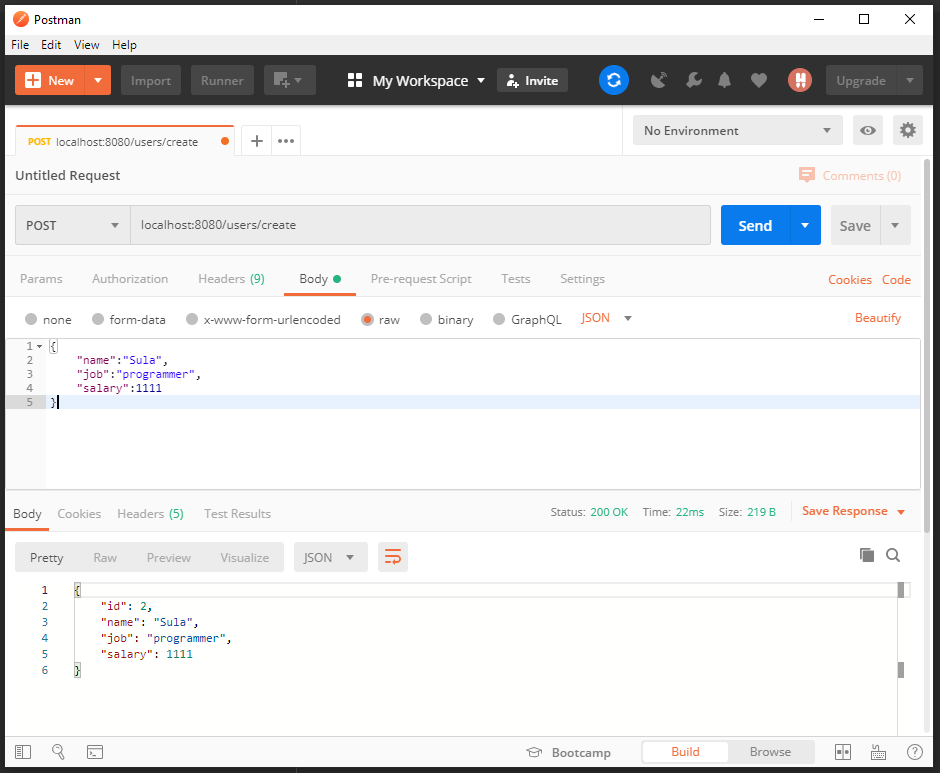 Postman
File Edit View Help
New Import Runner My Workspace Invite Upgrade
POST localhost:8080/users/create No Environment
Untitled Request Comments (0)
POST localhost:8080/users/create Send Save
Params Authorization Headers (9) Body Pre-request Script Tests Settings Cookies Code
none form-data x-www-form-urlencoded raw binary GraphQL JSON Beautify
1 {
2 "name":"Sula",
3 "job":"programmer",
4 "salary":1111
5 }
Body Cookies Headers (5) Test Results Status: 200 OK Time: 22ms Size: 219 B Save Response
Pretty Raw Preview Visualize JSON
1 {
2 "id": 2,
3 "name": "Sula",
4 "job": "programmer",
5 "salary": 1111
6 }
Bootcamp Build Browse